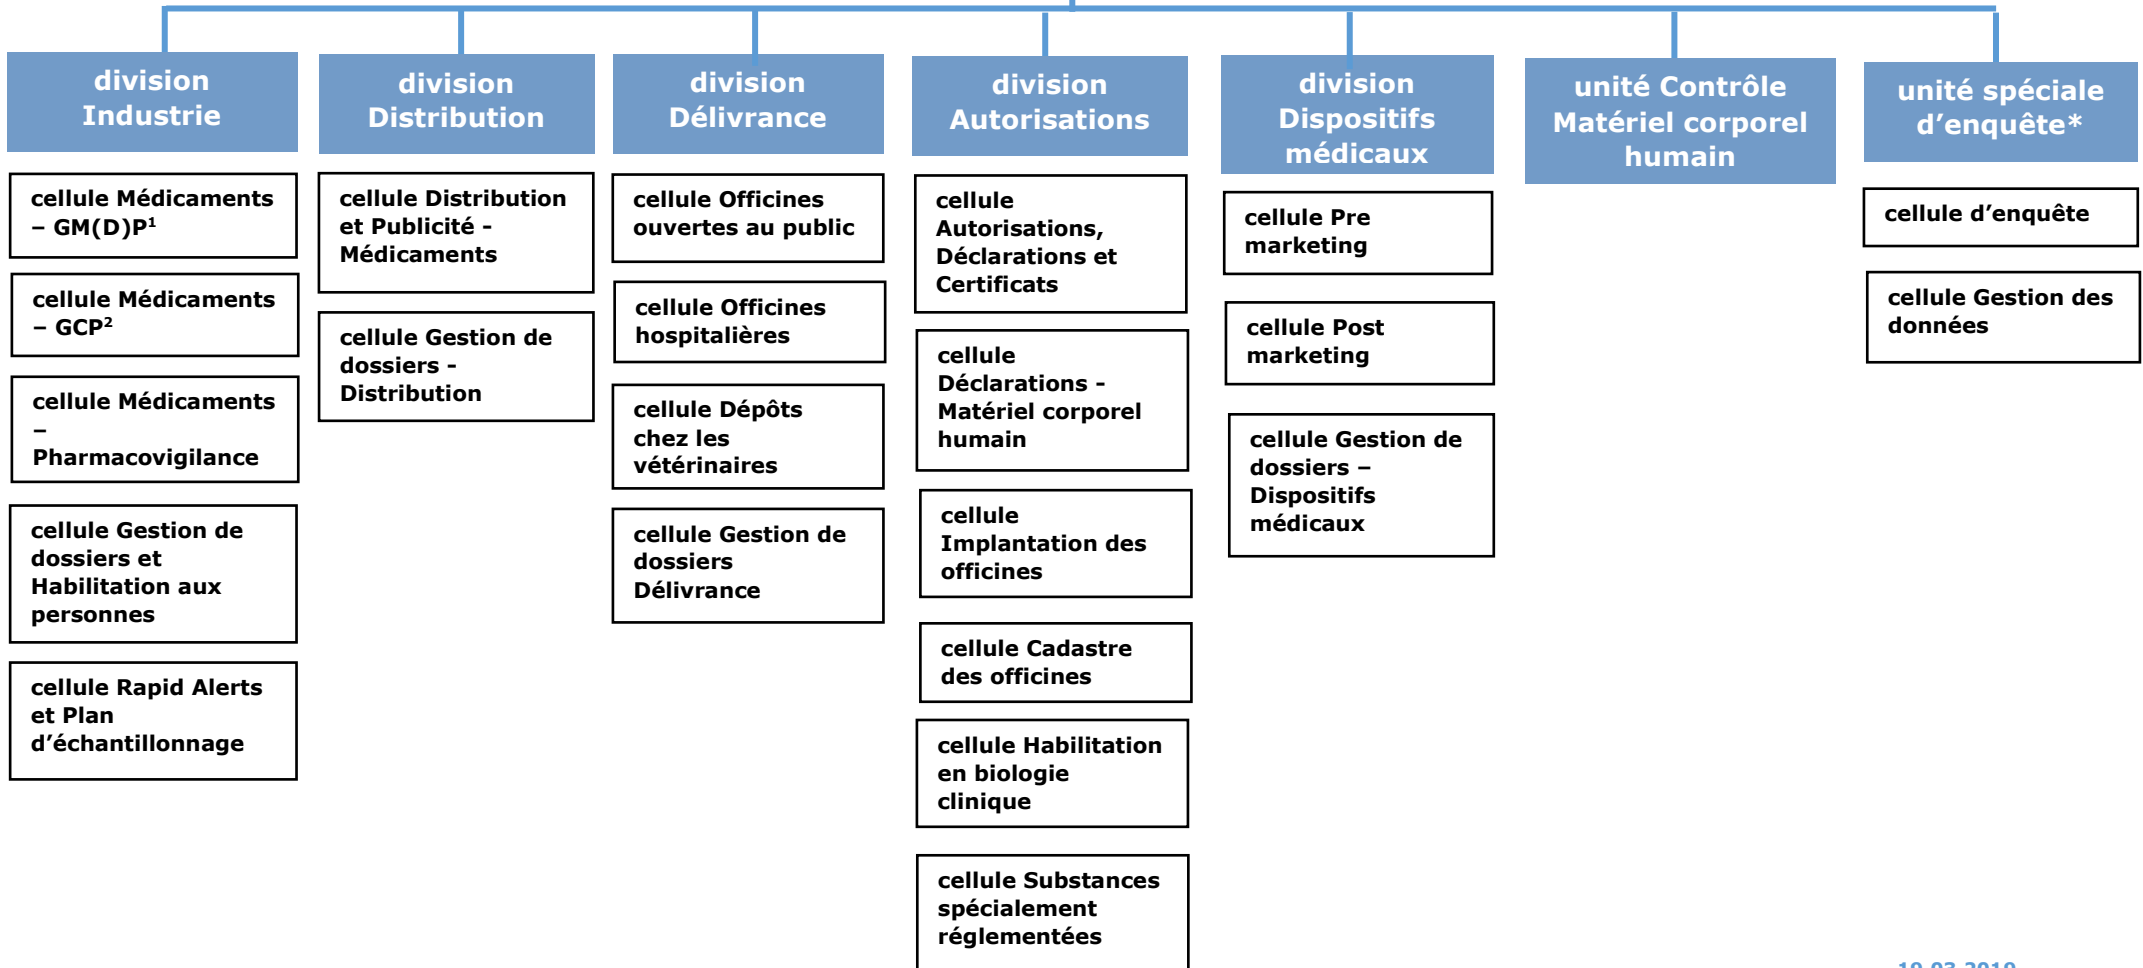 division
Industrie
division
Distribution
division
Délivrance
division
Autorisations
division
Dispositifs
médicaux
unité Contrôle
Matériel corporel
humain
unité spéciale
d’enquête*
cellule Médicaments
– GM(D)P¹
cellule Médicaments
– GCP²
cellule Médicaments
–
Pharmacovigilance
cellule Gestion de
dossiers et
Habilitation aux
personnes
cellule Rapid Alerts
et Plan
d’échantillonnage
cellule Distribution
et Publicité -
Médicaments
cellule Gestion de
dossiers -
Distribution
cellule Officines
ouvertes au public
cellule Officines
hospitalières
cellule Dépôts
chez les
vétérinaires
cellule Gestion de
dossiers
Délivrance
cellule
Autorisations,
Déclarations et
Certificats
cellule
Déclarations -
Matériel corporel
humain
cellule
Implantation des
officines
cellule Cadastre
des officines
cellule Habilitation
en biologie
clinique
cellule Substances
spécialement
réglementées
cellule Pre
marketing
cellule Post
marketing
cellule Gestion de
dossiers –
Dispositifs
médicaux
cellule d’enquête
cellule Gestion des
données